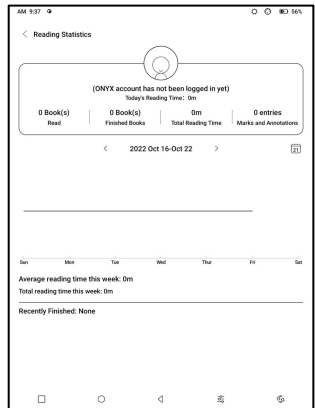 AM 9:37 56%
Reading Statistics
(ONYX account has not been logged in yet)
Today's Reading Time: 0m
0 Book(s) 0 Book(s) 0m 0 entries
Read Finished Books Total Reading Time Marks and Annotations
2022 Oct 16-Oct 22 21
Sun Mon Tue Wed Thur Fri Sat
Average reading time this week: 0m
Total reading time this week: 0m
Recently Finished: None